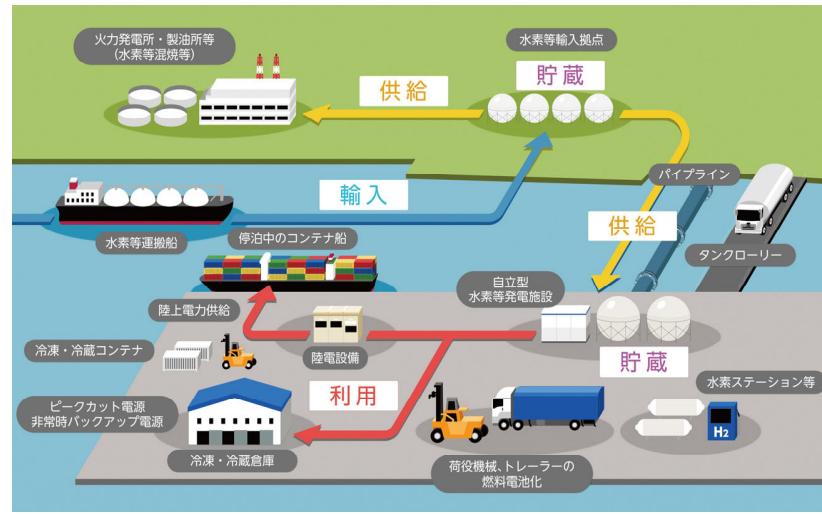 火力発電所・製油所等
(水素等混焼等)
水素等輸入拠点
貯蔵
供給
パイプライン
輸入
供給
水素等運搬船
停泊中のコンテナ船
タンクローリー
自立型
水素等発電施設
陸上電力供給
冷凍・冷蔵コンテナ
陸電設備
貯蔵
水素ステーション等
利用
ピークカット電源
非常時バックアップ電源
H2
冷凍・冷蔵倉庫
荷役機械、トレーラーの
燃料電池化